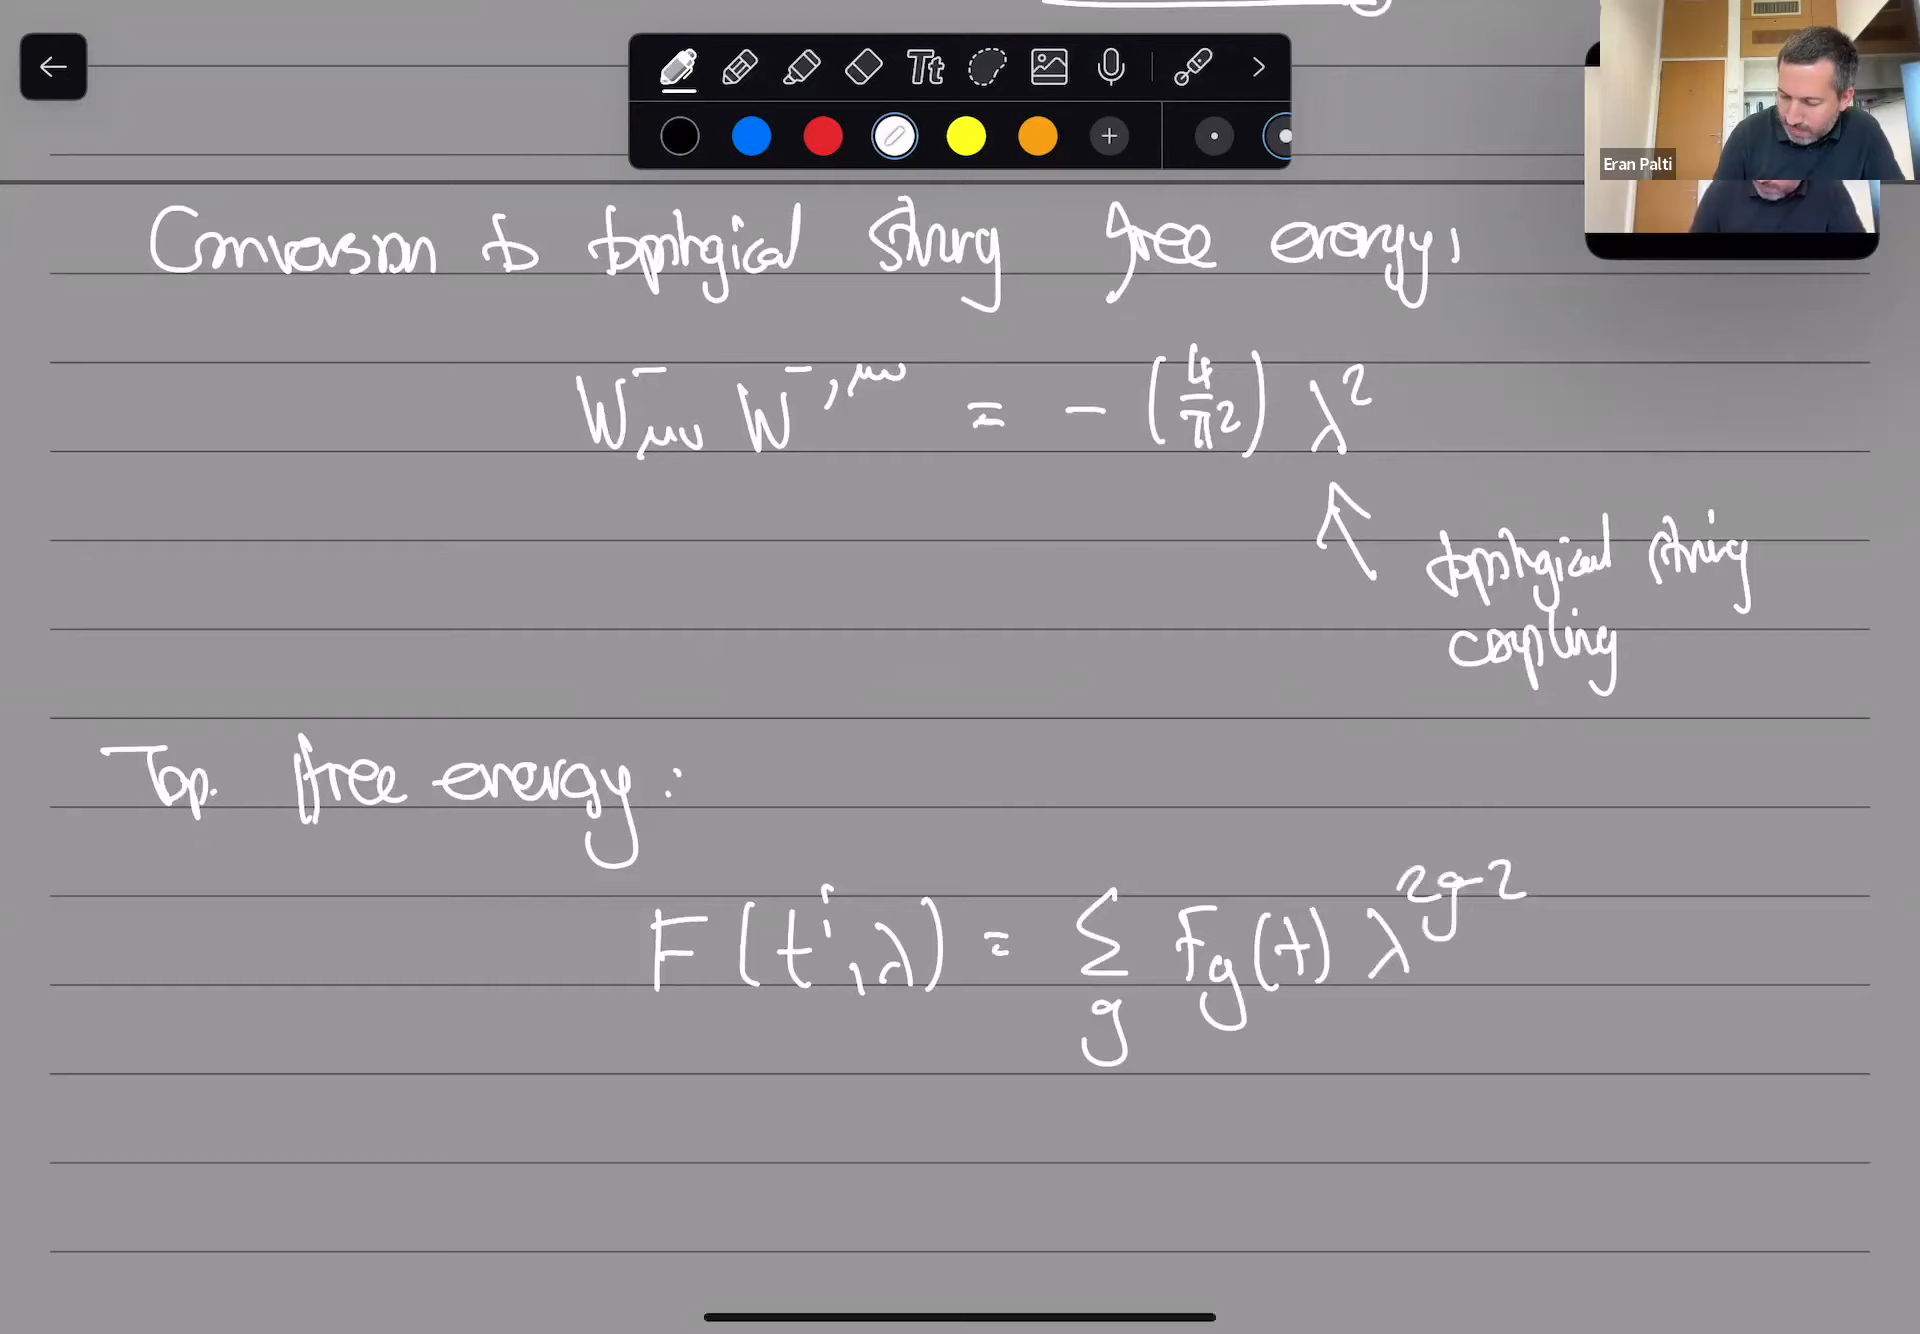 Tt
Eran Palti
Conversion to topological string free energy:
W⁻_μν W⁻,^μν = - (4/π²) λ²
topological string
coupling
Top. free energy:
F(tⁱ, λ) = Σ_g F_g(t) λ^2g-2